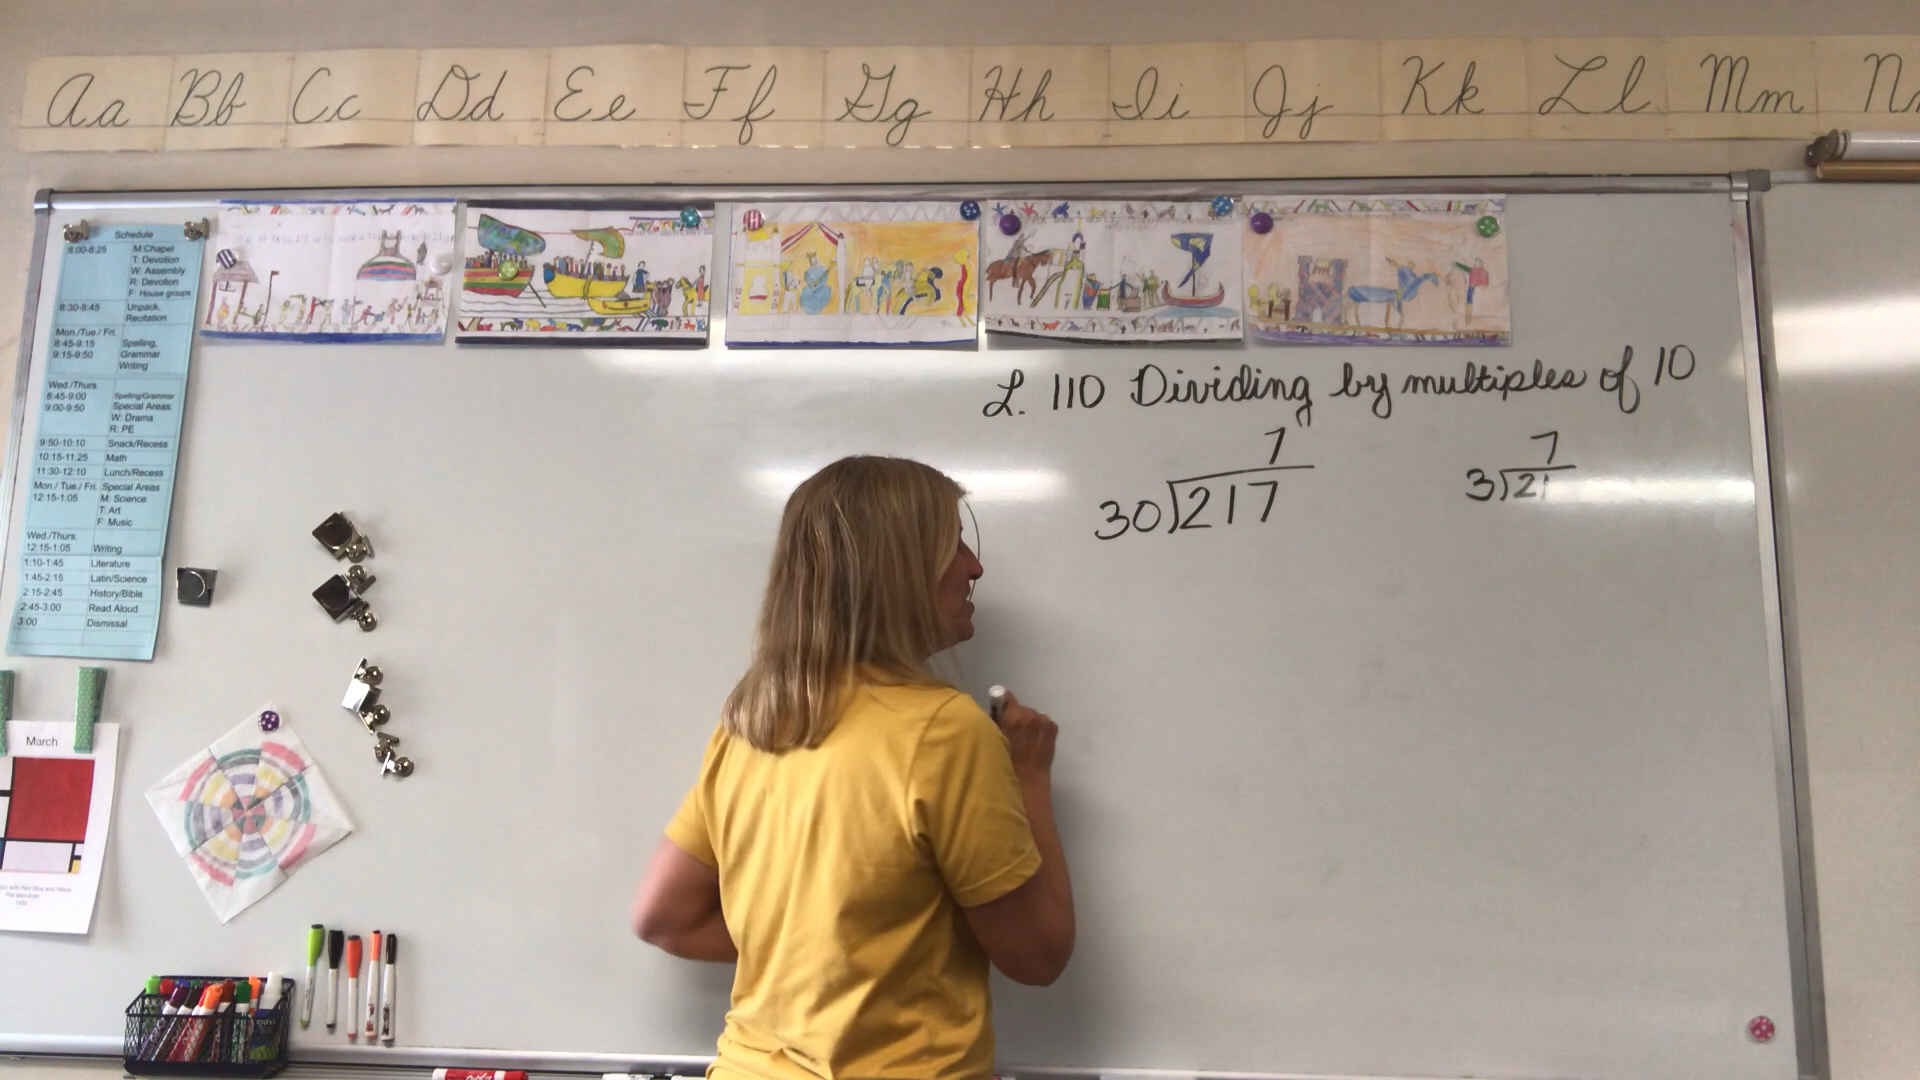 Aa Bb Cc Dd Ee Ff Gg Hh Ii Jj Kk Ll Mm N
Schedule
8:00-8:25 M:Chapel
T: Devotion
W: Assembly
R: Devotion
F: House groups
8:30-8:45 Unpack,
Recitation
Mon./Tue./ Fri.
8:45-9:15 Spelling,
9:15-9:50 Grammar
Writing
Wed./Thurs.
8:45-9:00 Spelling/Grammar
9:00-9:50 Special Areas:
W: Drama
R: PE
9:50-10:10 Snack/Recess
10:15-11:25 Math
11:30-12:10 Lunch/Recess
Mon./ Tue./ Fri. Special Areas
12:15-1:05 M: Science
T: Art
F: Music
Wed./Thurs.
12:15-1:05 Writing
1:10-1:45 Literature
1:45-2:15 Latin/Science
2:15-2:45 History/Bible
2:45-3:00 Read Aloud
3:00 Dismissal
L. 110 Dividing by multiples of 10
7
30)217
7
3)21
March
with Red Blue and Yellow
Piet Mondrian